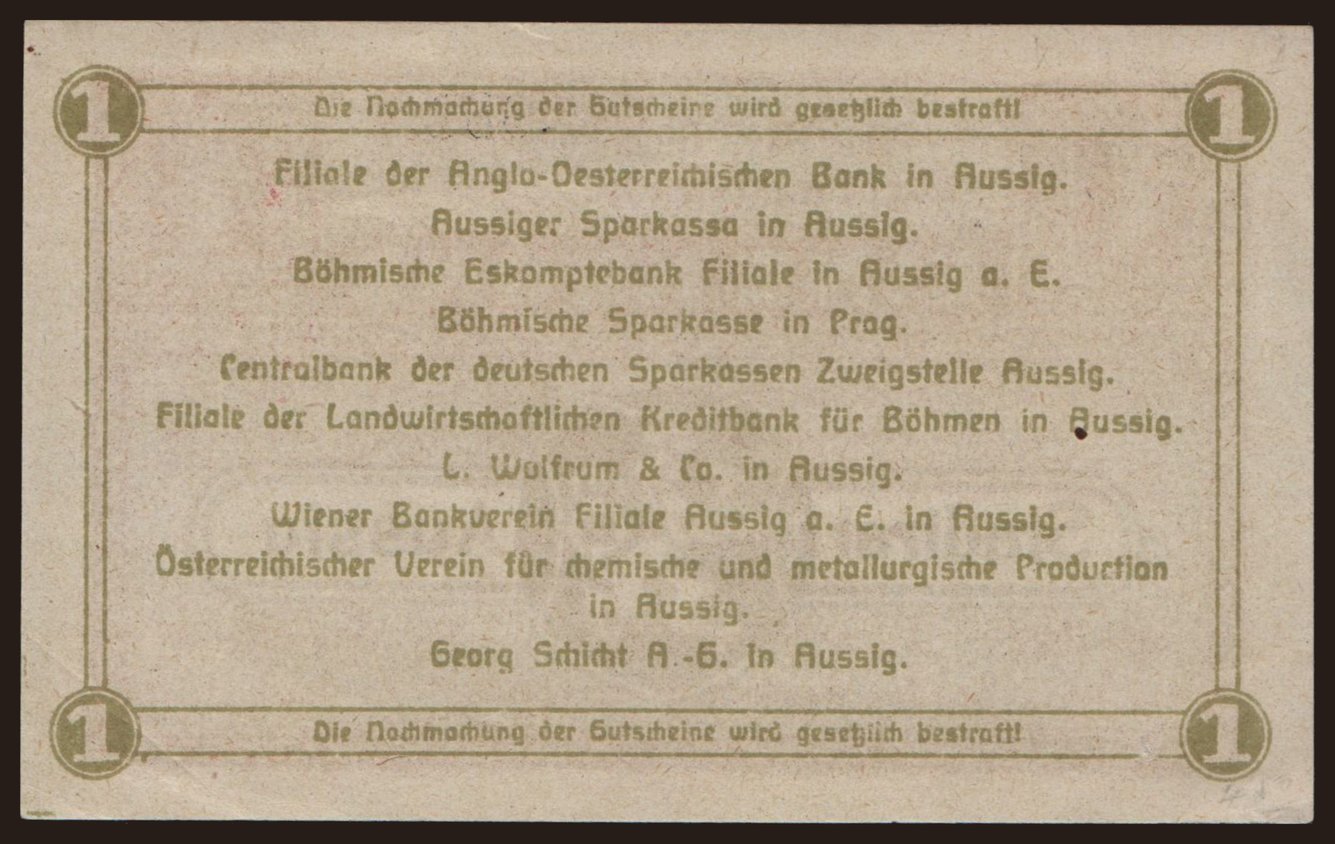 1 Die Nachmachung der Gutscheine wird gesetzlich bestraft! 1
Filiale der Anglo-Oesterreichischen Bank in Aussig.
Aussiger Sparkassa in Aussig.
Böhmische Eskomptebank Filiale in Aussig a. E.
Böhmische Sparkasse in Prag.
Centralbank der deutschen Sparkassen Zweigstelle Aussig.
Filiale der Landwirtschaftlichen Kreditbank für Böhmen in Aussig.
L. Wolfrum & Co. in Aussig.
Wiener Bankverein Filiale Aussig a. E. in Aussig.
Österreichischer Verein für chemische und metallurgische Production
in Aussig.
Georg Schicht A.-G. in Aussig.
1 Die Nachmachung der Gutscheine wird gesetzlich bestraft! 1